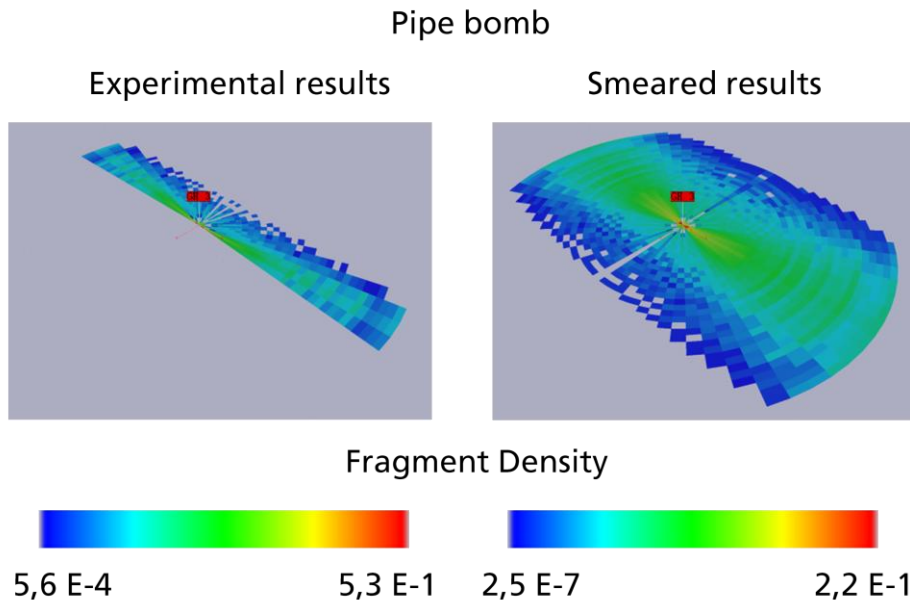 Pipe bomb
Experimental results
Smeared results
Fragment Density
5,6 E-4
5,3 E-1
2,5 E-7
2,2 E-1